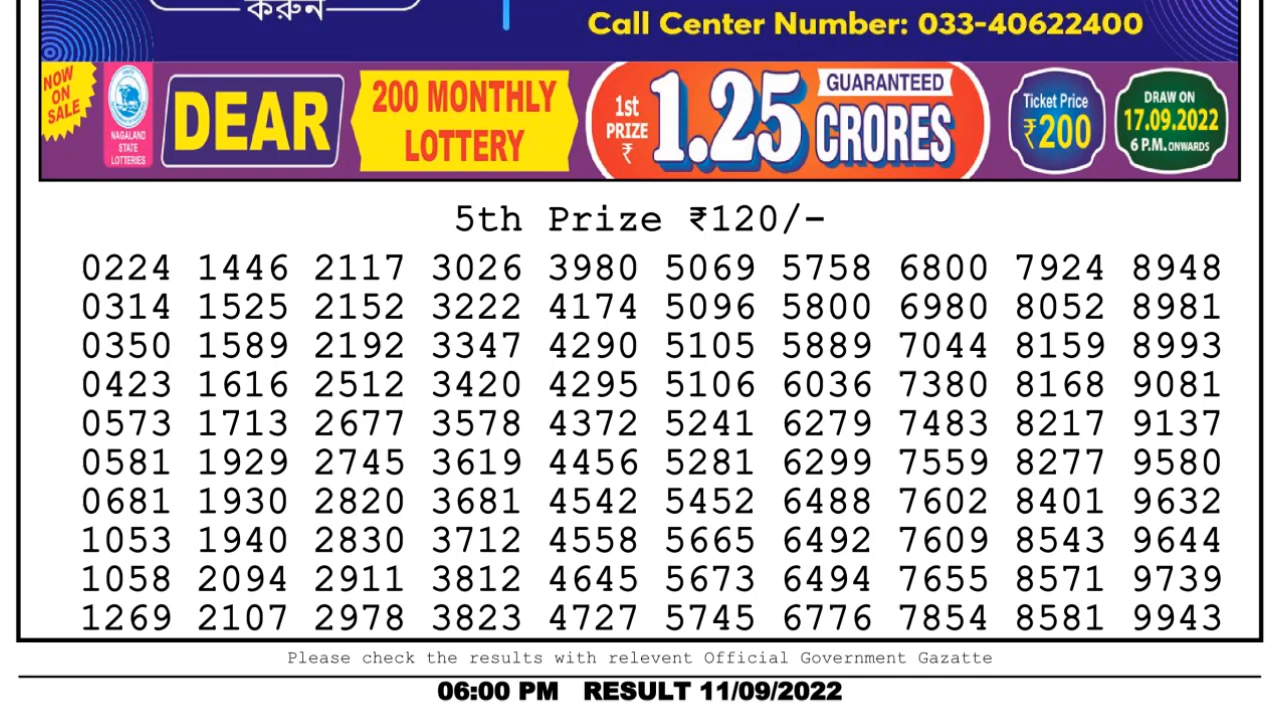 করুন
Call Center Number: 033-40622400
NOW
ON
SALE
NAGALAND
STATE
LOTTERIES
DEAR
200 MONTHLY
LOTTERY
1st
PRIZE
₹
1.25
GUARANTEED
CRORES
Ticket Price
₹200
DRAW ON
17.09.2022
6 P.M. ONWARDS
5th Prize ₹120/-
0224 1446 2117 3026 3980 5069 5758 6800 7924 8948
0314 1525 2152 3222 4174 5096 5800 6980 8052 8981
0350 1589 2192 3347 4290 5105 5889 7044 8159 8993
0423 1616 2512 3420 4295 5106 6036 7380 8168 9081
0573 1713 2677 3578 4372 5241 6279 7483 8217 9137
0581 1929 2745 3619 4456 5281 6299 7559 8277 9580
0681 1930 2820 3681 4542 5452 6488 7602 8401 9632
1053 1940 2830 3712 4558 5665 6492 7609 8543 9644
1058 2094 2911 3812 4645 5673 6494 7655 8571 9739
1269 2107 2978 3823 4727 5745 6776 7854 8581 9943
Please check the results with relevent Official Government Gazatte
06:00 PM RESULT 11/09/2022